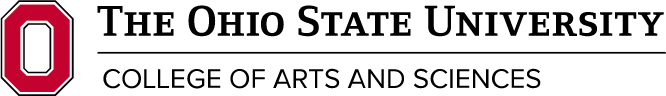 THE OHIO STATE UNIVERSITY
COLLEGE OF ARTS AND SCIENCES